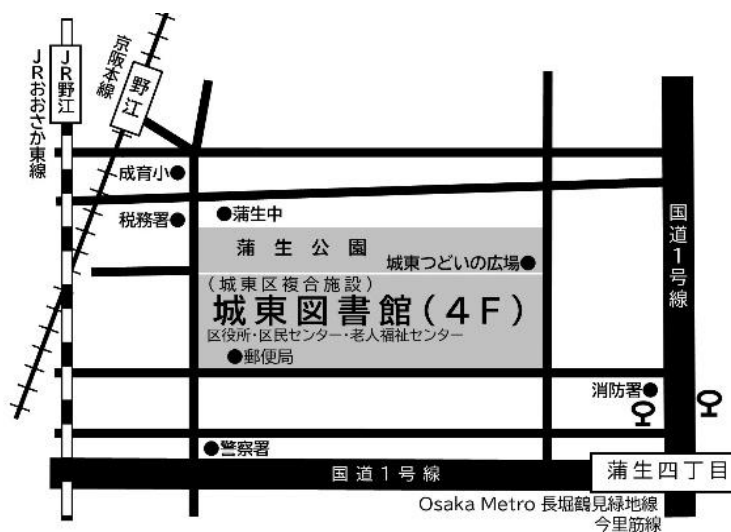 京阪本線
野江
JR野江
JRおおさか東線
成育小
税務署
蒲生中
蒲生公園
城東つどいの広場
(城東区複合施設)
城東図書館(4F)
区役所・区民センター・老人福祉センター
郵便局
国道1号線
消防署
警察署
国道1号線
蒲生四丁目
Osaka Metro 長堀鶴見緑地線
今里筋線